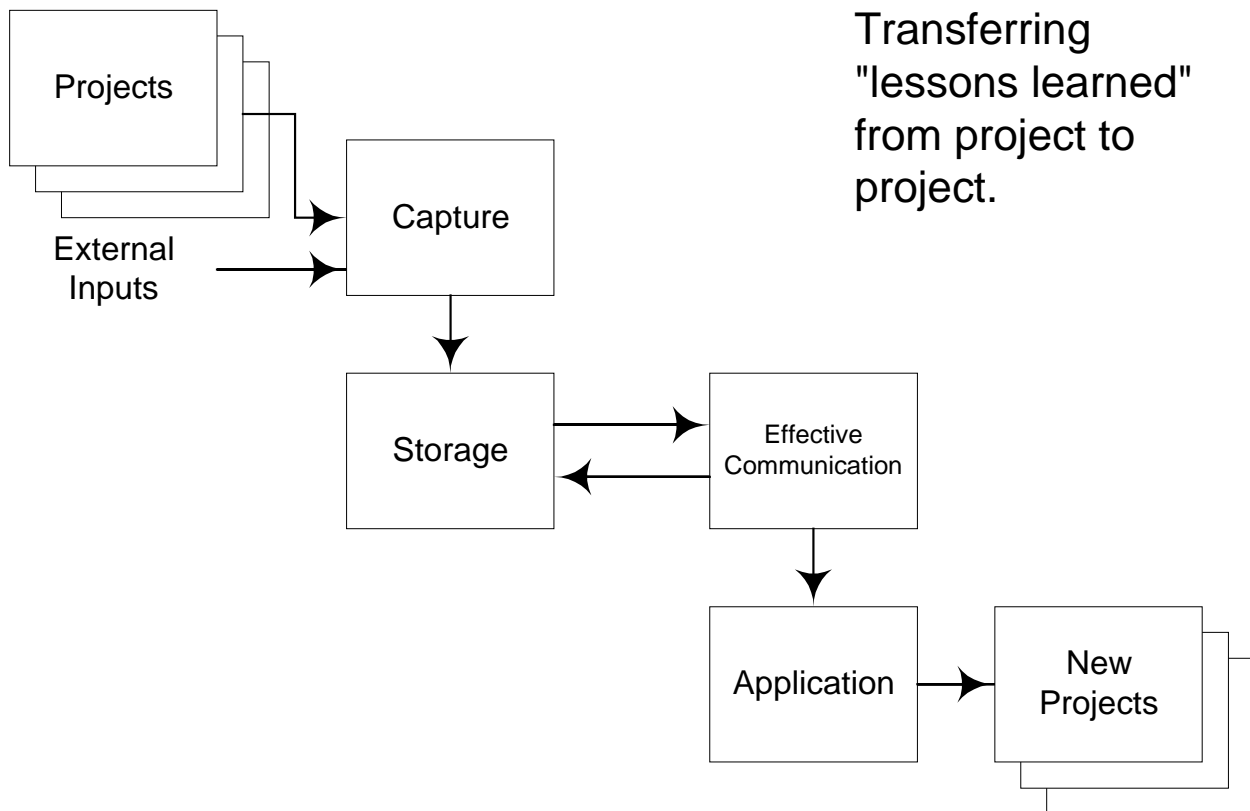 Projects
Transferring
"lessons learned"
from project to
project.
Capture
External
Inputs
Storage
Effective
Communication
Application
New
Projects